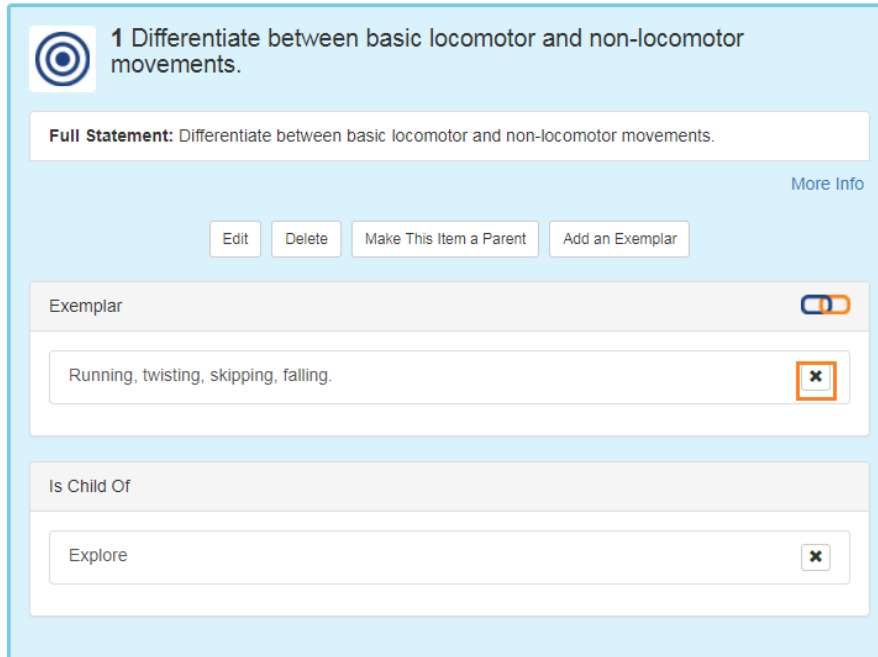 1 Differentiate between basic locomotor and non-locomotor
movements.
Full Statement: Differentiate between basic locomotor and non-locomotor movements.
More Info
Edit Delete Make This Item a Parent Add an Exemplar
Exemplar
Running, twisting, skipping, falling.
Is Child Of
Explore